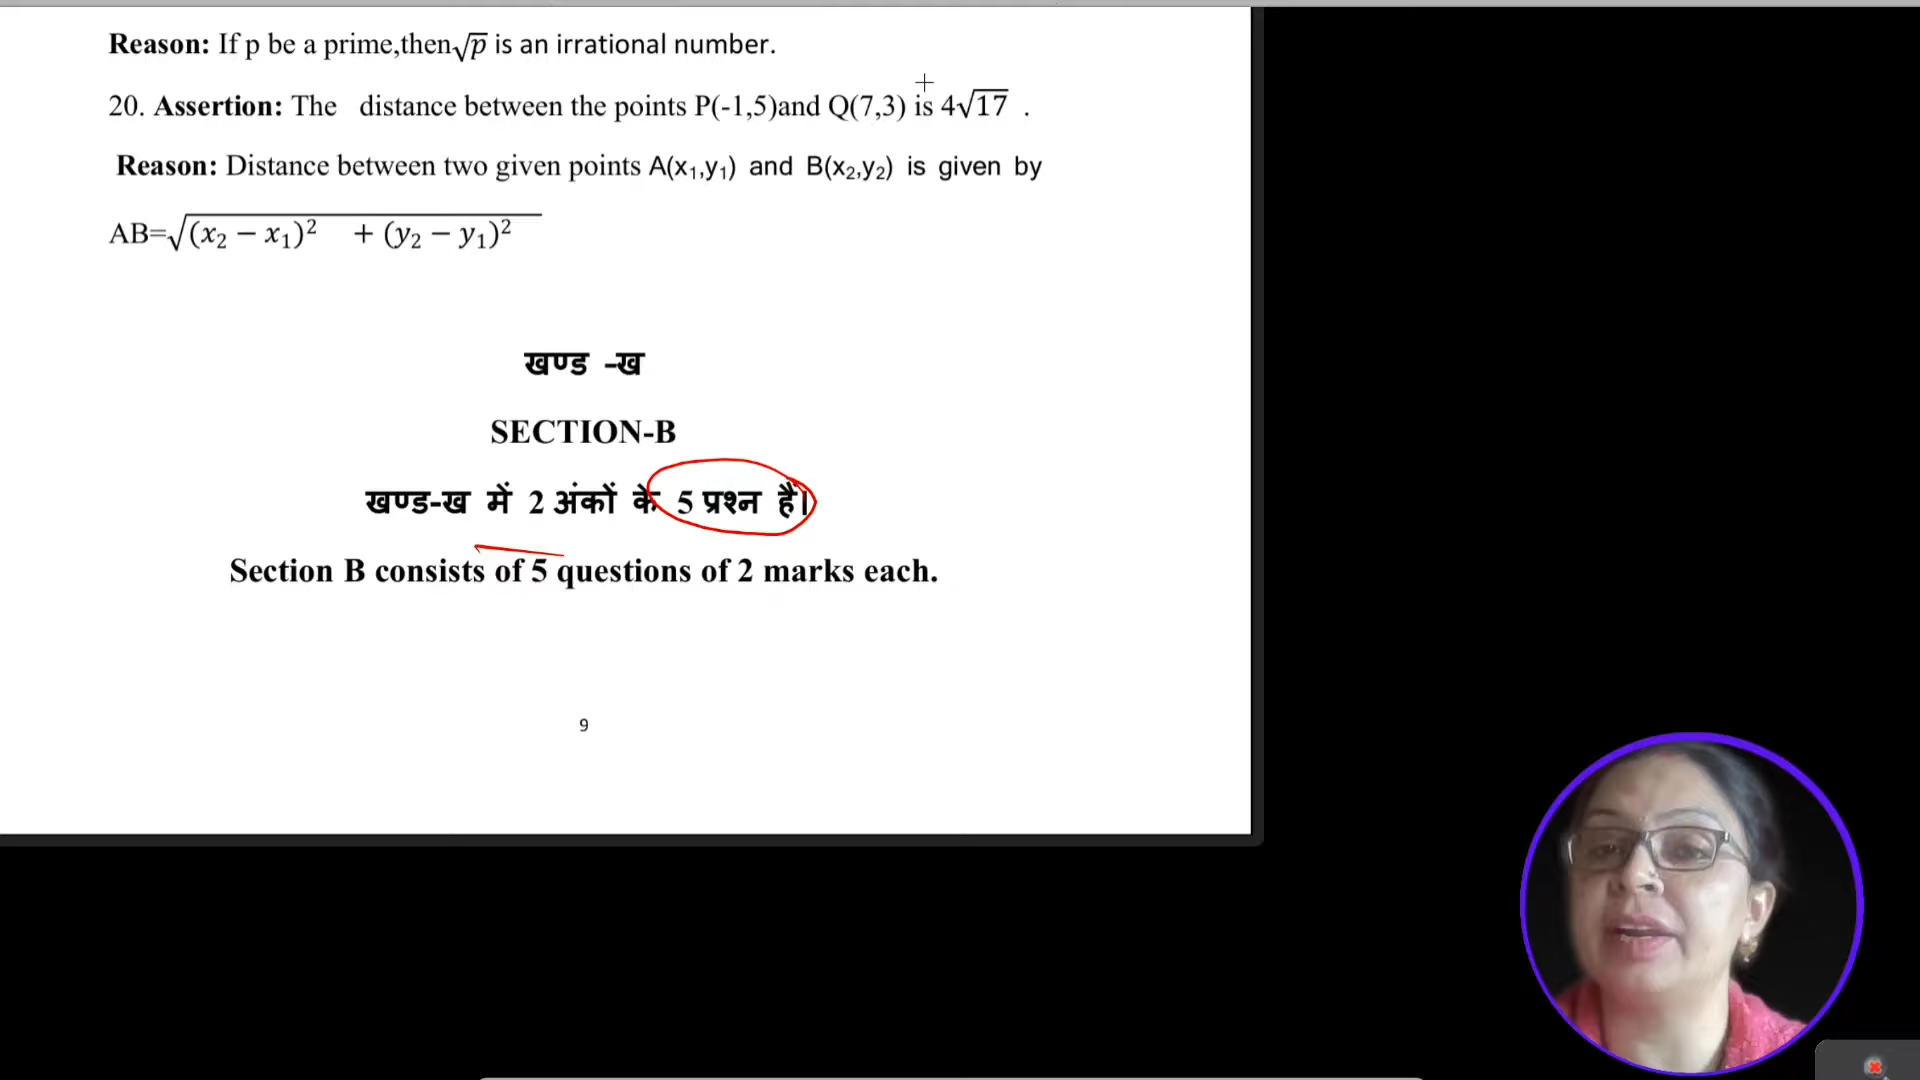 Reason: If p be a prime,then√p is an irrational number.
20. Assertion: The distance between the points P(-1,5)and Q(7,3) is 4√17 .
Reason: Distance between two given points A(x₁,y₁) and B(x₂,y₂) is given by
AB=√(x₂ − x₁)² + (y₂ − y₁)²
खण्ड -ख
SECTION-B
खण्ड-ख में 2 अंकों के 5 प्रश्न है।
Section B consists of 5 questions of 2 marks each.
9